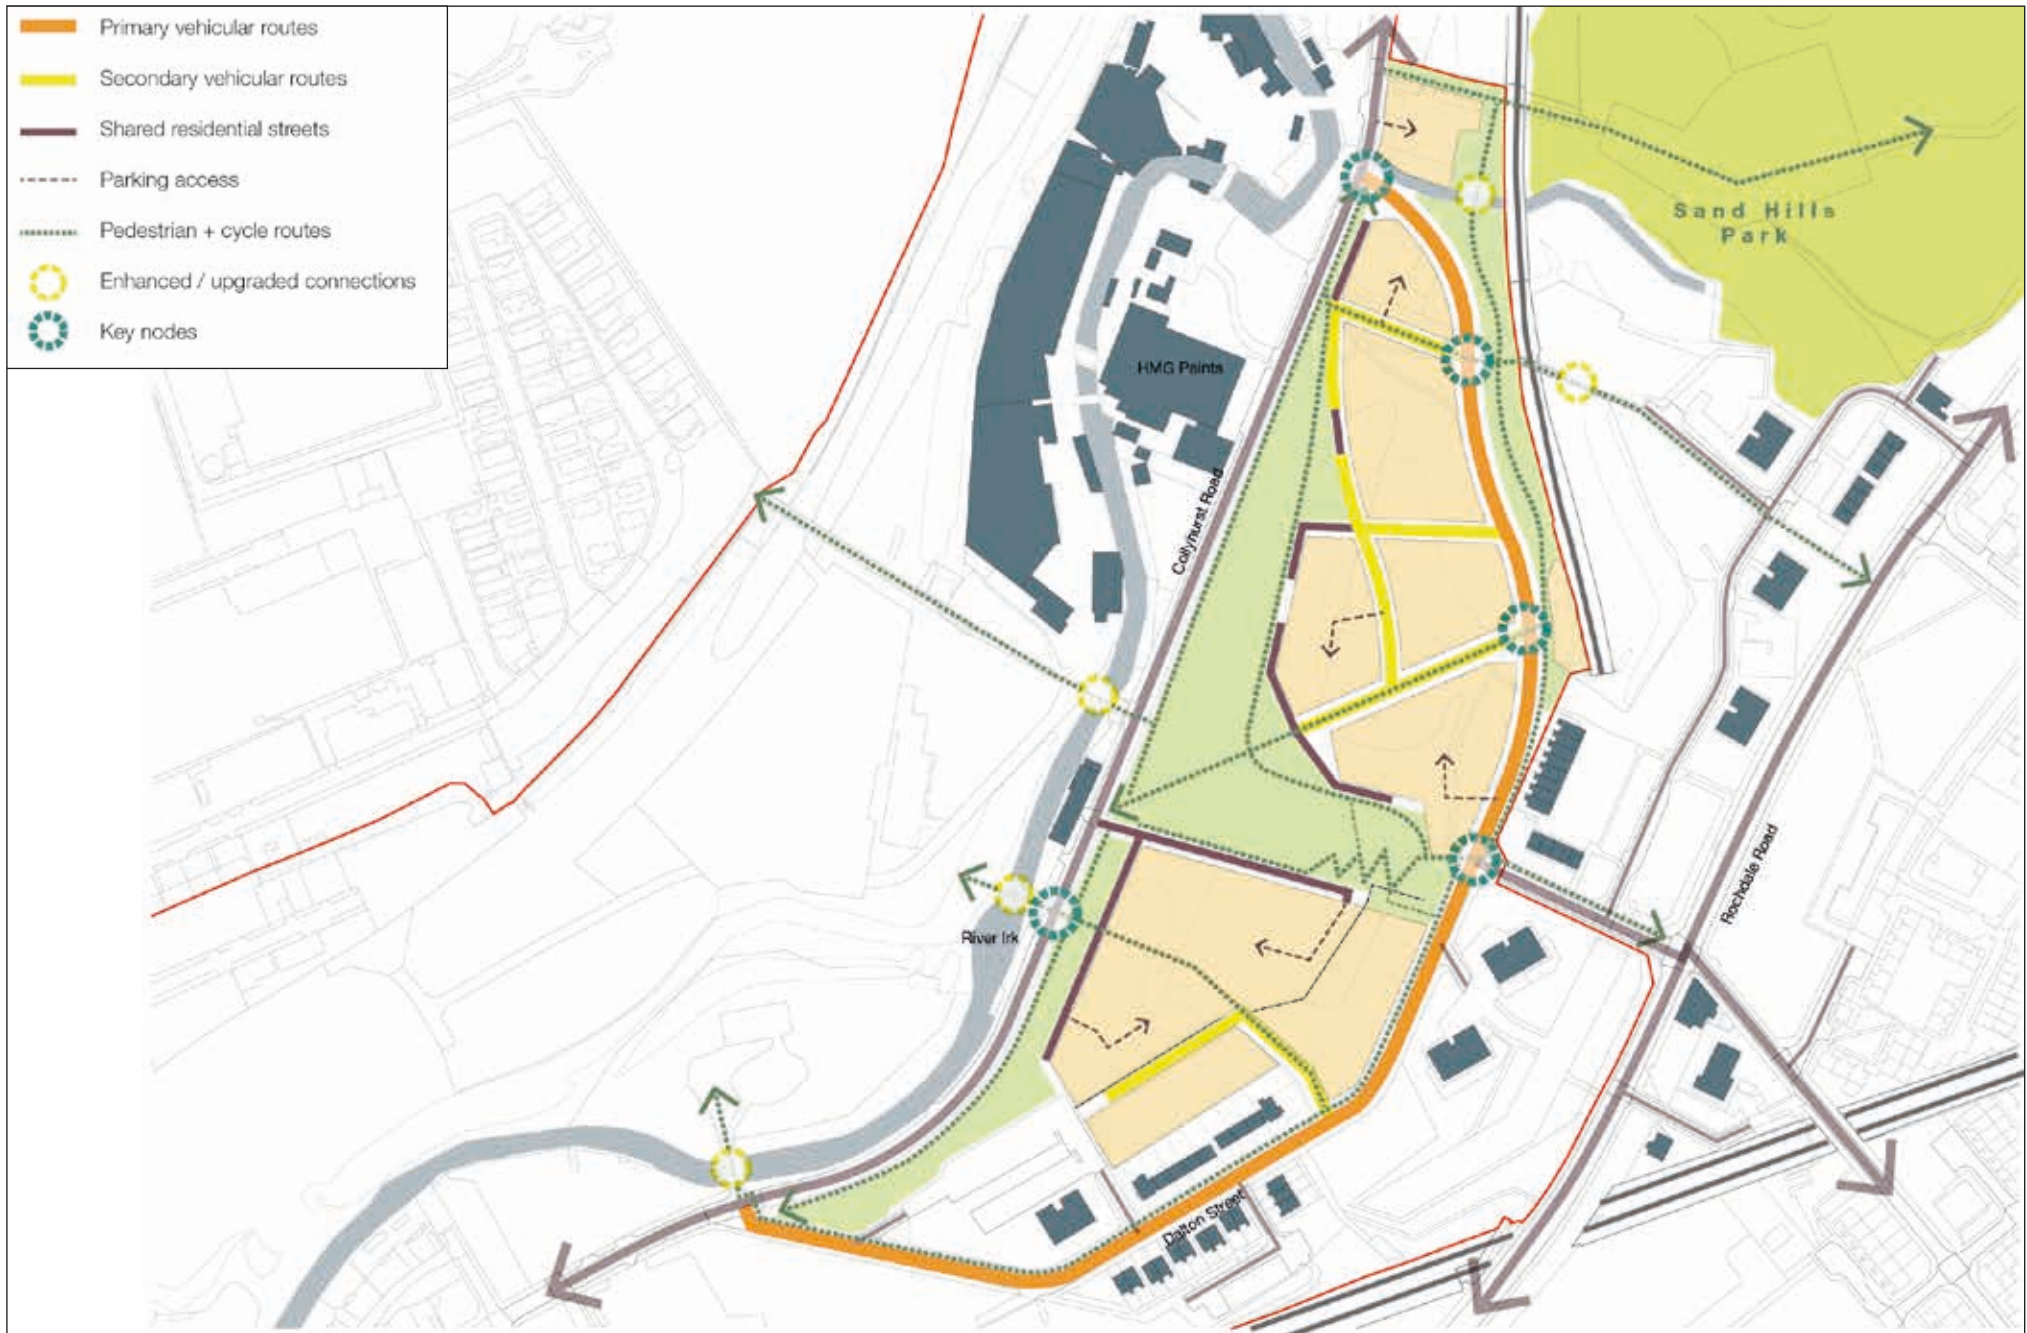 Primary vehicular routes
Secondary vehicular routes
Shared residential streets
Parking access
Pedestrian + cycle routes
Enhanced / upgraded connections
Key nodes
Sand Hills
Park
HMG Paints
Collyhurst Road
Rochdale Road
River Irk
Dalton Street